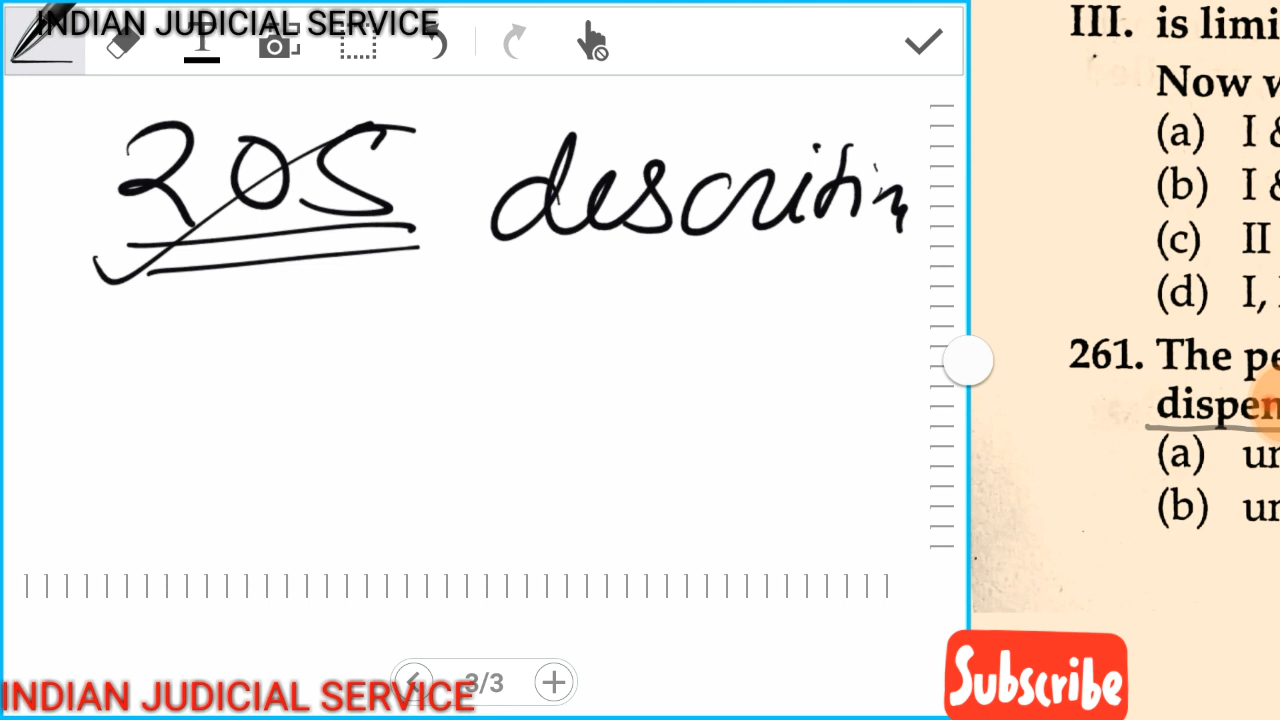 INDIAN JUDICIAL SERVICE
T
205 descritin
3/3
INDIAN JUDICIAL SERVICE
III. is limi
Now w
(a) I &
(b) I &
(c) II
(d) I,
261. The pe
dispen
(a) un
(b) un
Subscribe